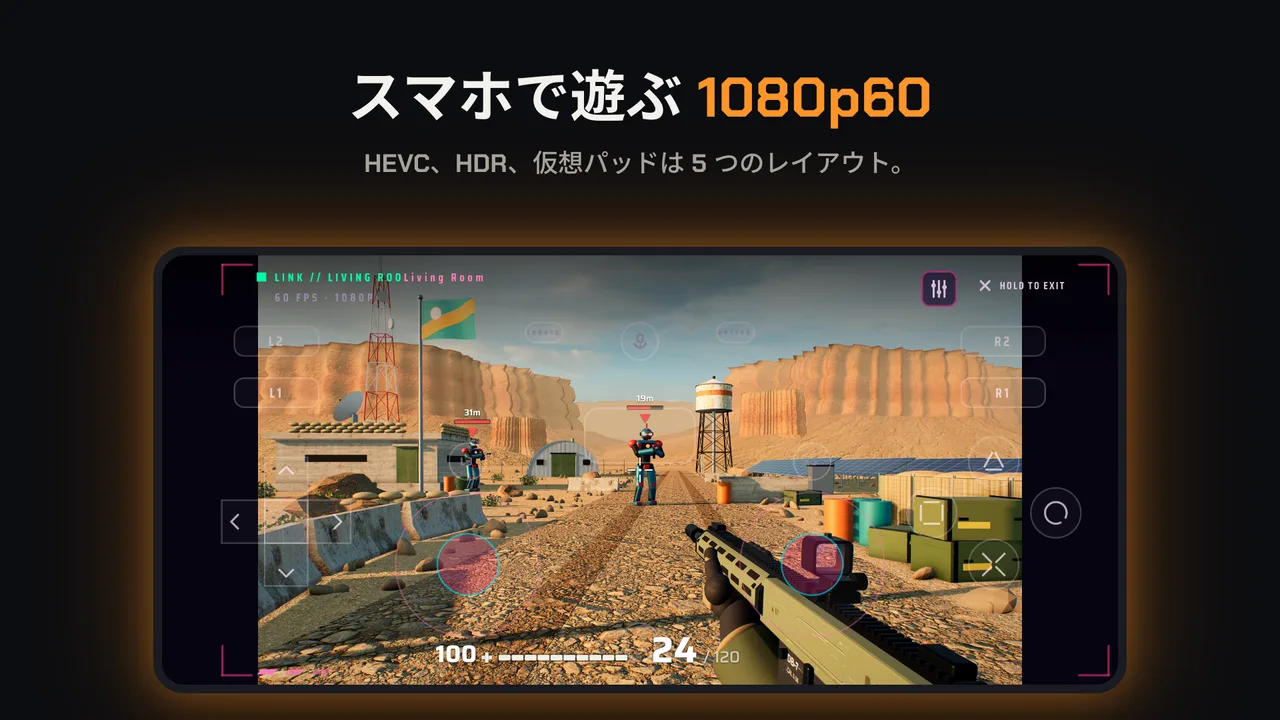 スマホで遊ぶ 1080p60
HEVC、HDR、仮想パッドは 5 つのレイアウト。
LINK // LIVING ROOLiving Room
60 FPS · 1080P
HOLD TO EXIT
L2
R2
L1
R1
19m
31m
100 +
24 / 120